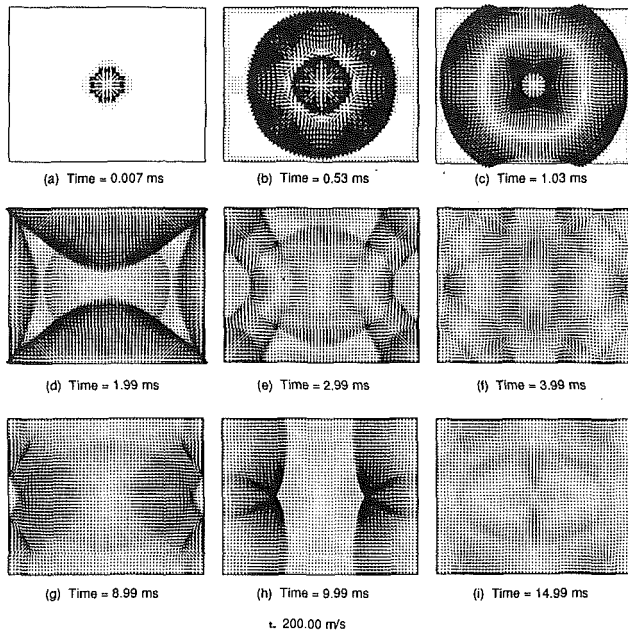 (a) Time = 0.007 ms
(b) Time = 0.53 ms
(c) Time = 1.03 ms
(d) Time = 1.99 ms
(e) Time = 2.99 ms
(f) Time = 3.99 ms
(g) Time = 8.99 ms
(h) Time = 9.99 ms
(i) Time = 14.99 ms
200.00 m/s